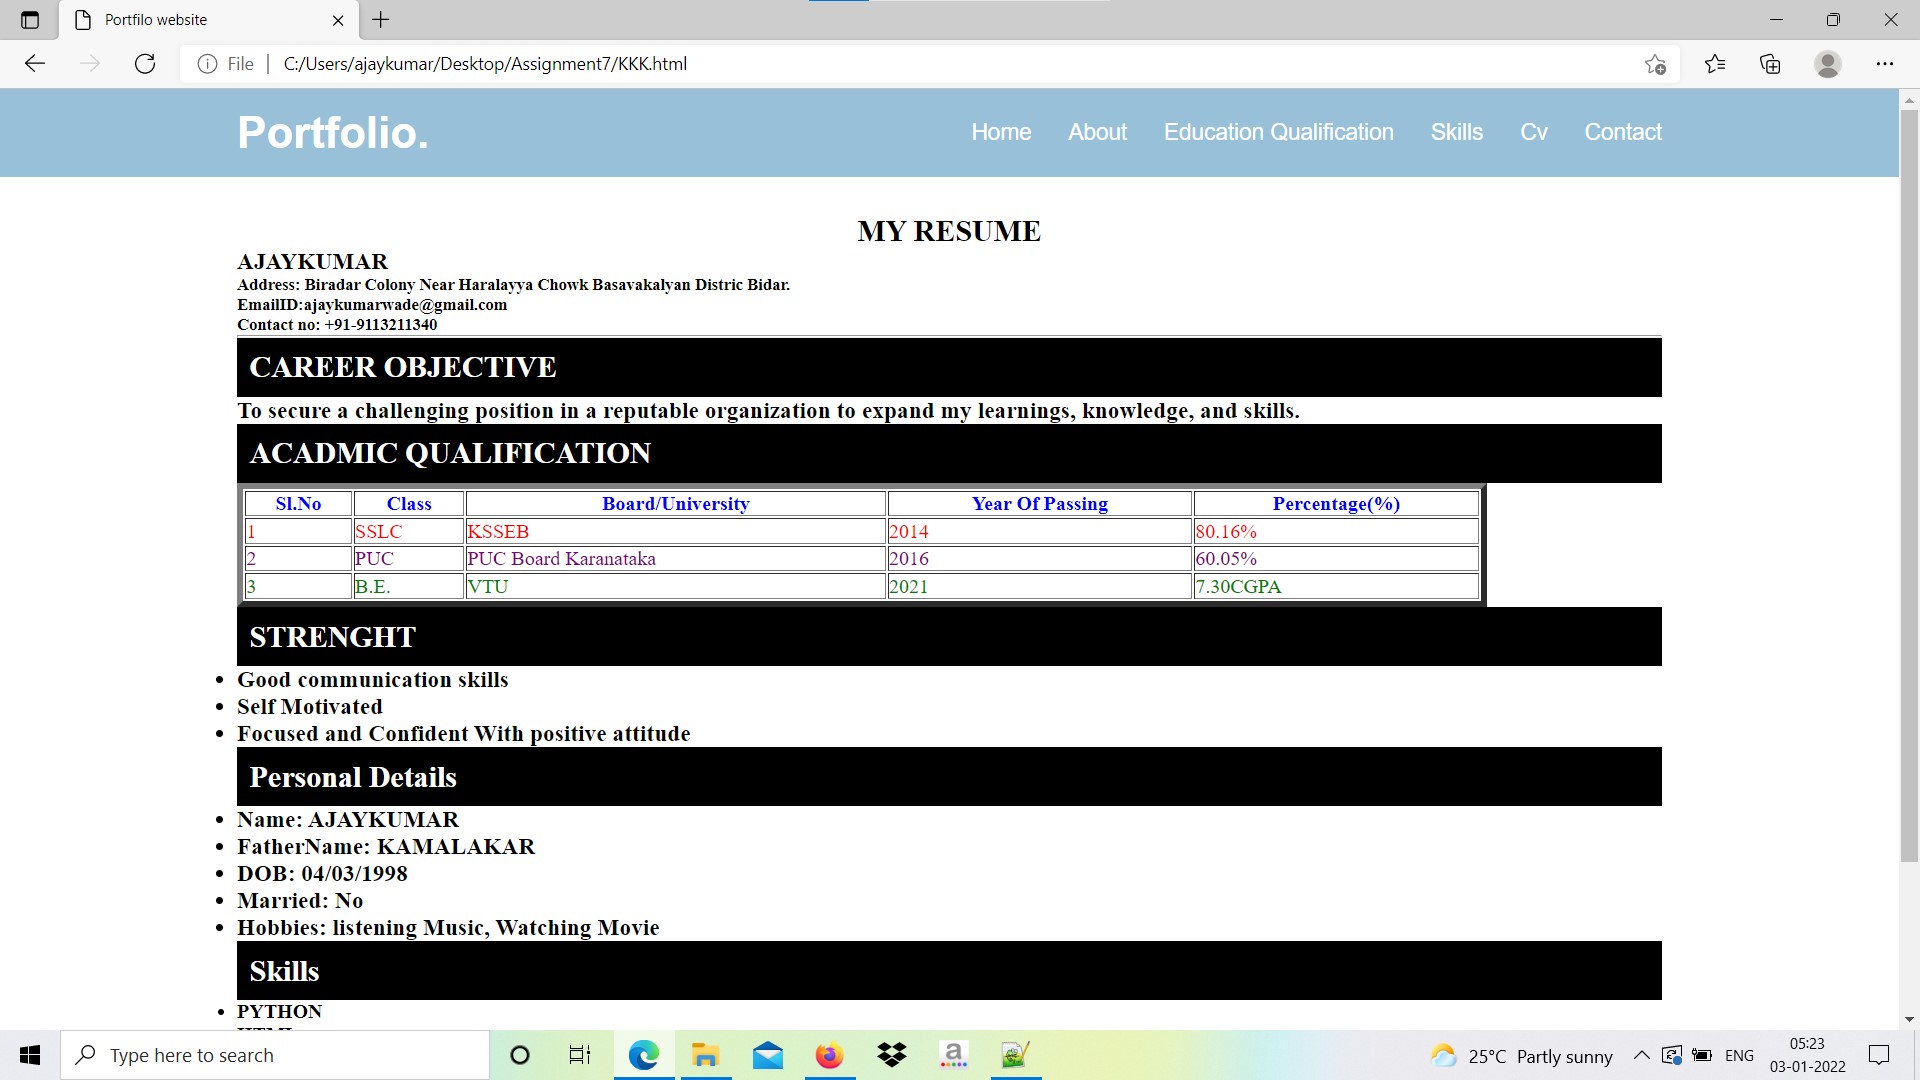 Portfilo website
File
C:/Users/ajaykumar/Desktop/Assignment7/KKK.html
Portfolio. Home About Education Qualification Skills Cv Contact
MY RESUME
AJAYKUMAR
Address: Biradar Colony Near Haralayya Chowk Basavakalyan Distric Bidar.
EmailID:ajaykumarwade@gmail.com
Contact no: +91-9113211340
CAREER OBJECTIVE
To secure a challenging position in a reputable organization to expand my learnings, knowledge, and skills.
ACADMIC QUALIFICATION
Sl.No Class Board/University Year Of Passing Percentage(%)
1 SSLC KSSEB 2014 80.16%
2 PUC PUC Board Karanataka 2016 60.05%
3 B.E. VTU 2021 7.30CGPA
STRENGHT
Good communication skills
Self Motivated
Focused and Confident With positive attitude
Personal Details
Name: AJAYKUMAR
FatherName: KAMALAKAR
DOB: 04/03/1998
Married: No
Hobbies: listening Music, Watching Movie
Skills
PYTHON
Type here to search
a
25°C Partly sunny
ENG
05:23
03-01-2022